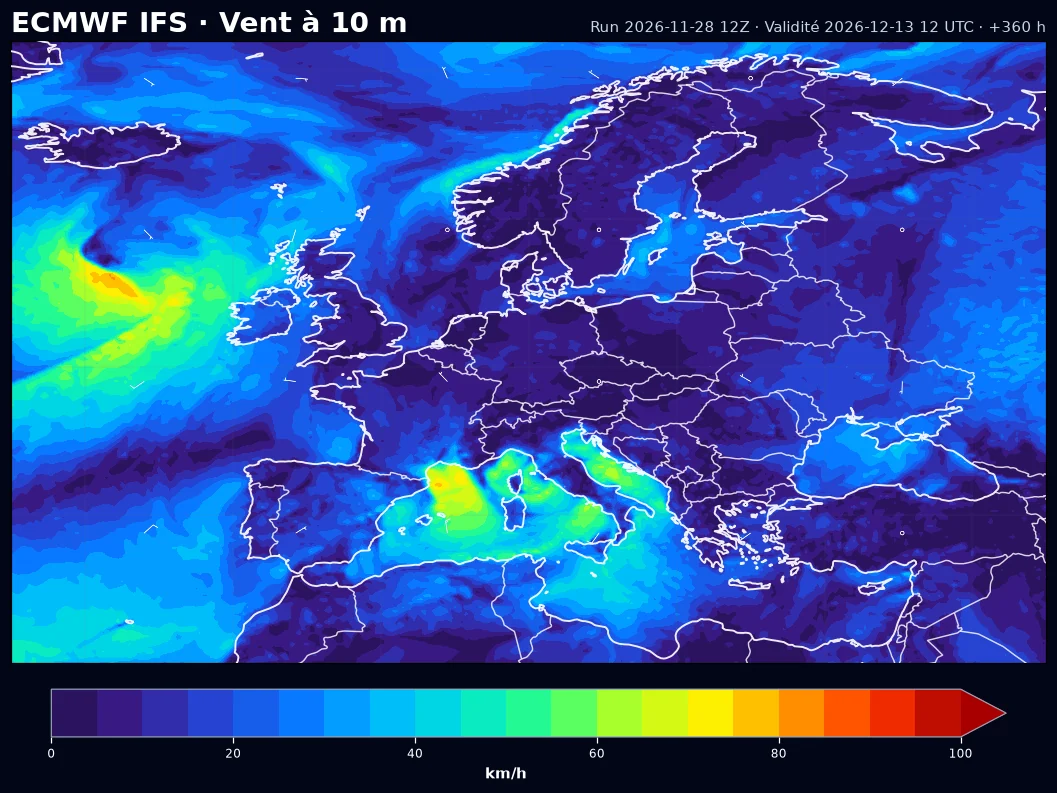 ECMWF IFS · Vent à 10 m
Run 2026-11-28 12Z · Validité 2026-12-13 12 UTC · +360 h
0 20 40 60 80 100
km/h